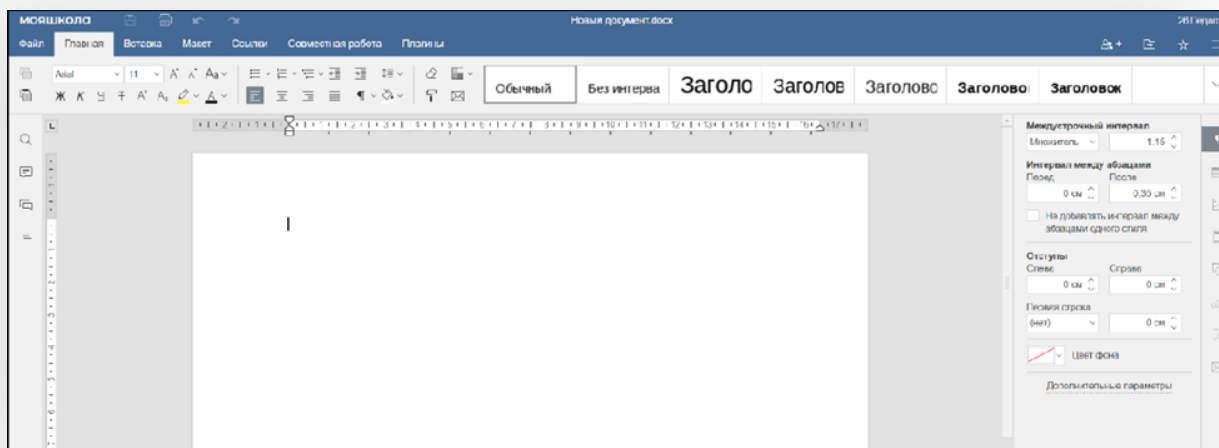 МОЯШКОЛА
Новый документ.docx
Файл Главная Вставка Макет Ссылки Совместная работа Плагины
Arial 11
Ж К Ч
Обычный Без интерва Заголо Заголов Заголово Заголово Заголовок
Междустрочный интервал
Множитель 1.15
Интервал между абзацами
Перед После
0 см 0.35 см
Не добавлять интервал между
абзацами одного стиля
Отступы
Слева Справа
0 см 0 см
Первая строка
(нет) 0 см
Цвет фона
Дополнительные параметры